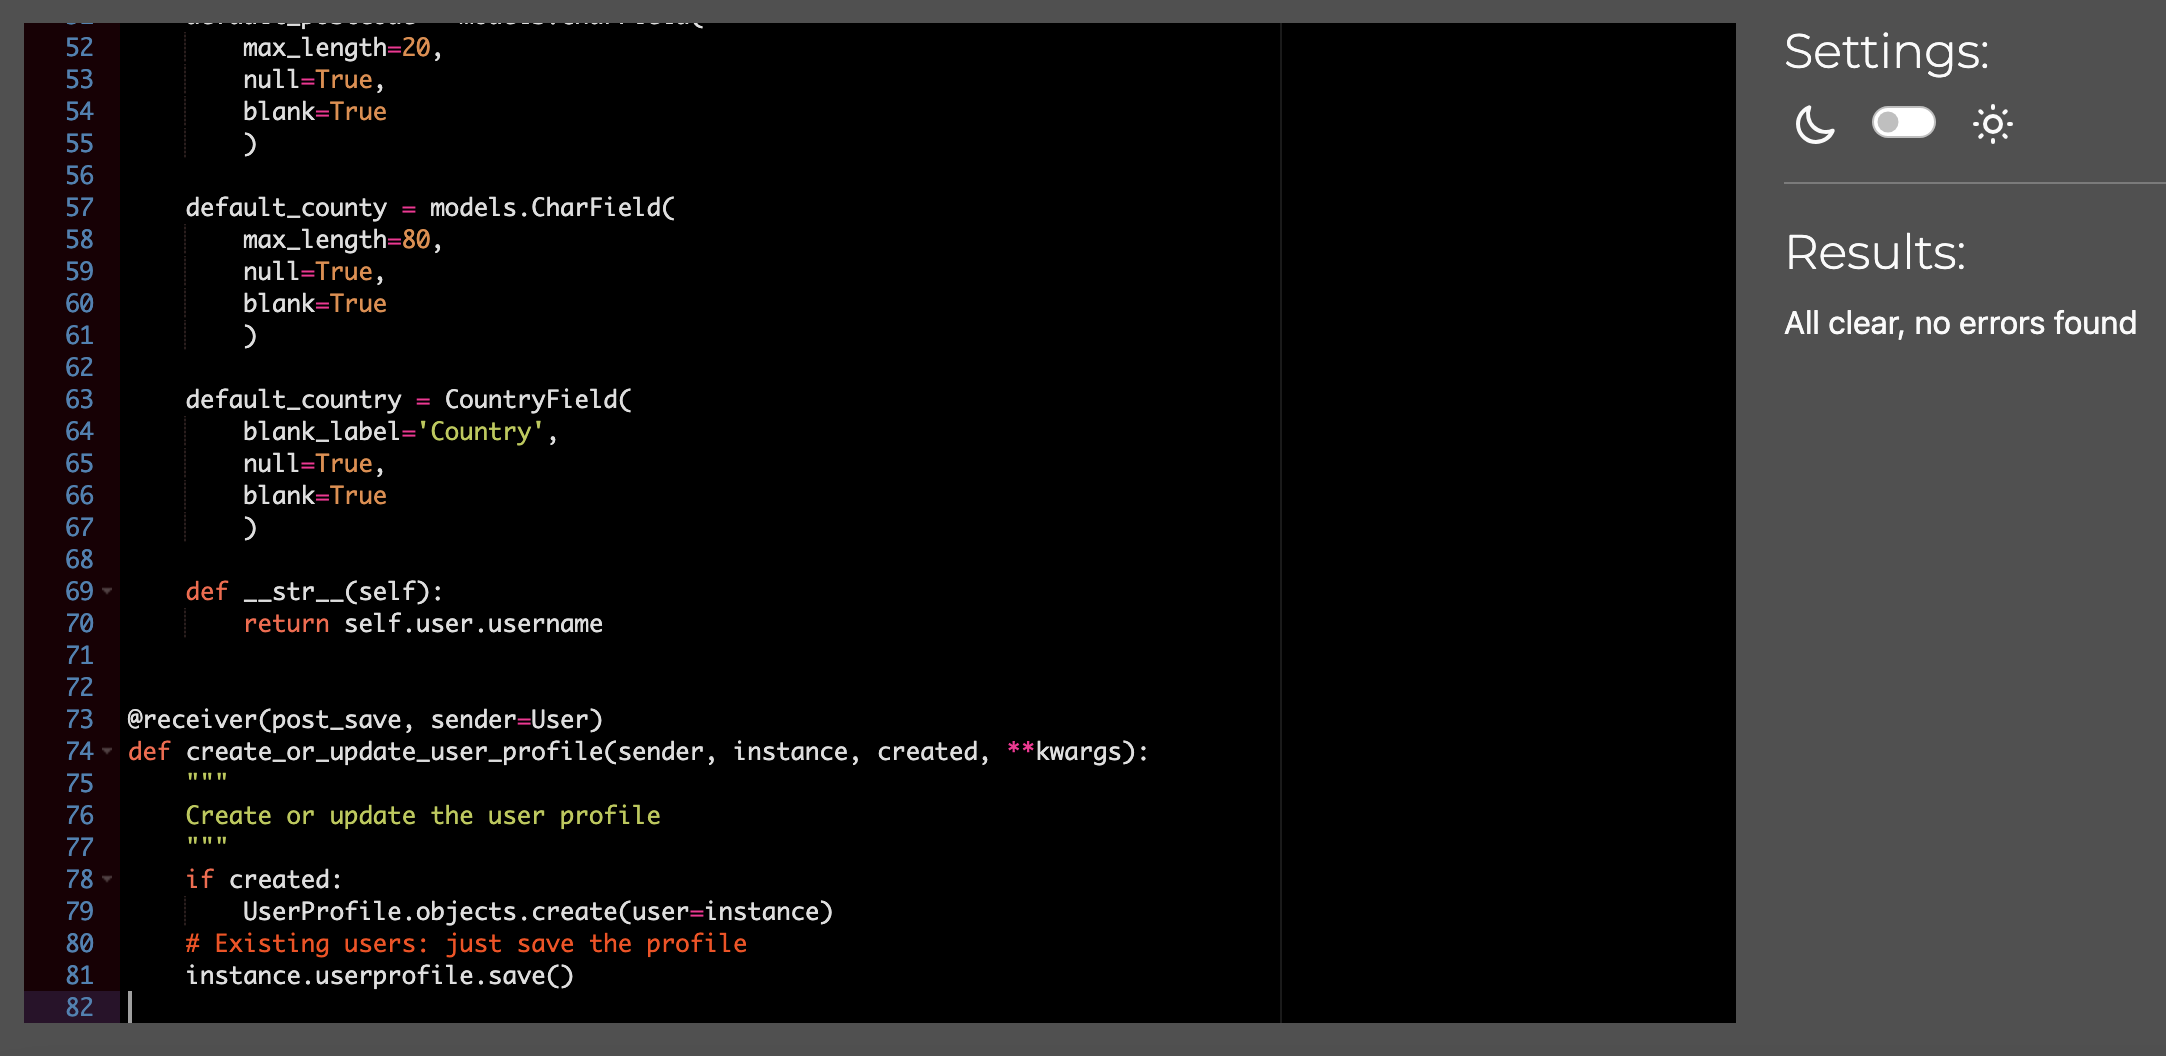 52 max_length=20,
53 null=True,
54 blank=True
55 )
56
57 default_county = models.CharField(
58 max_length=80,
59 null=True,
60 blank=True
61 )
62
63 default_country = CountryField(
64 blank_label='Country',
65 null=True,
66 blank=True
67 )
68
69 def __str__(self):
70 return self.user.username
71
72
73 @receiver(post_save, sender=User)
74 def create_or_update_user_profile(sender, instance, created, **kwargs):
75 """
76 Create or update the user profile
77 """
78 if created:
79 UserProfile.objects.create(user=instance)
80 # Existing users: just save the profile
81 instance.userprofile.save()
82
Settings:
Results:
All clear, no errors found